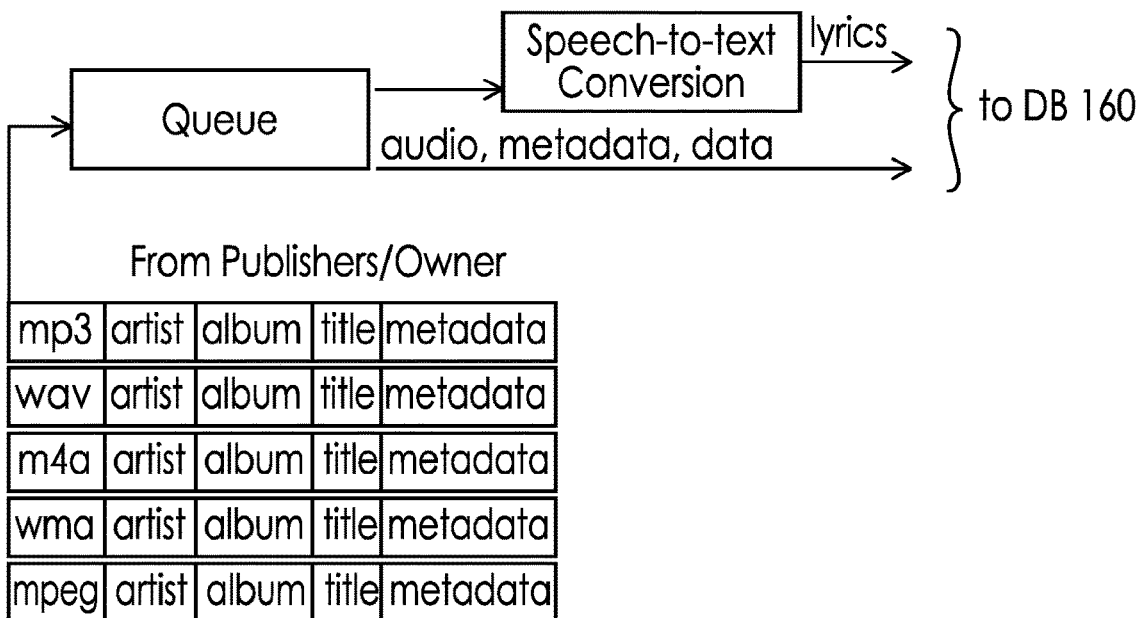 Speech-to-text
Conversion
lyrics
Queue
to DB 160
audio, metadata, data
From Publishers/Owner
mp3 artist album title metadata
wav artist album title metadata
m4a artist album title metadata
wma artist album title metadata
mpeg artist album title metadata